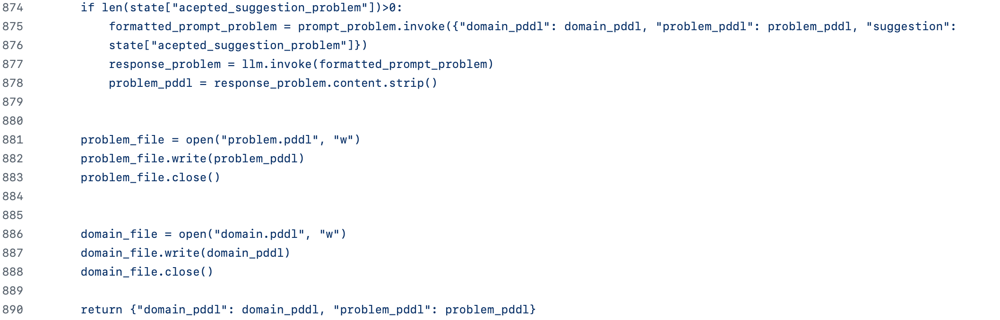 874 if len(state["acepted_suggestion_problem"])>0:
875 formatted_prompt_problem = prompt_problem.invoke({"domain_pddl": domain_pddl, "problem_pddl": problem_pddl, "suggestion":
876 state["acepted_suggestion_problem"]})
877 response_problem = llm.invoke(formatted_prompt_problem)
878 problem_pddl = response_problem.content.strip()
879
880
881 problem_file = open("problem.pddl", "w")
882 problem_file.write(problem_pddl)
883 problem_file.close()
884
885
886 domain_file = open("domain.pddl", "w")
887 domain_file.write(domain_pddl)
888 domain_file.close()
889
890 return {"domain_pddl": domain_pddl, "problem_pddl": problem_pddl}